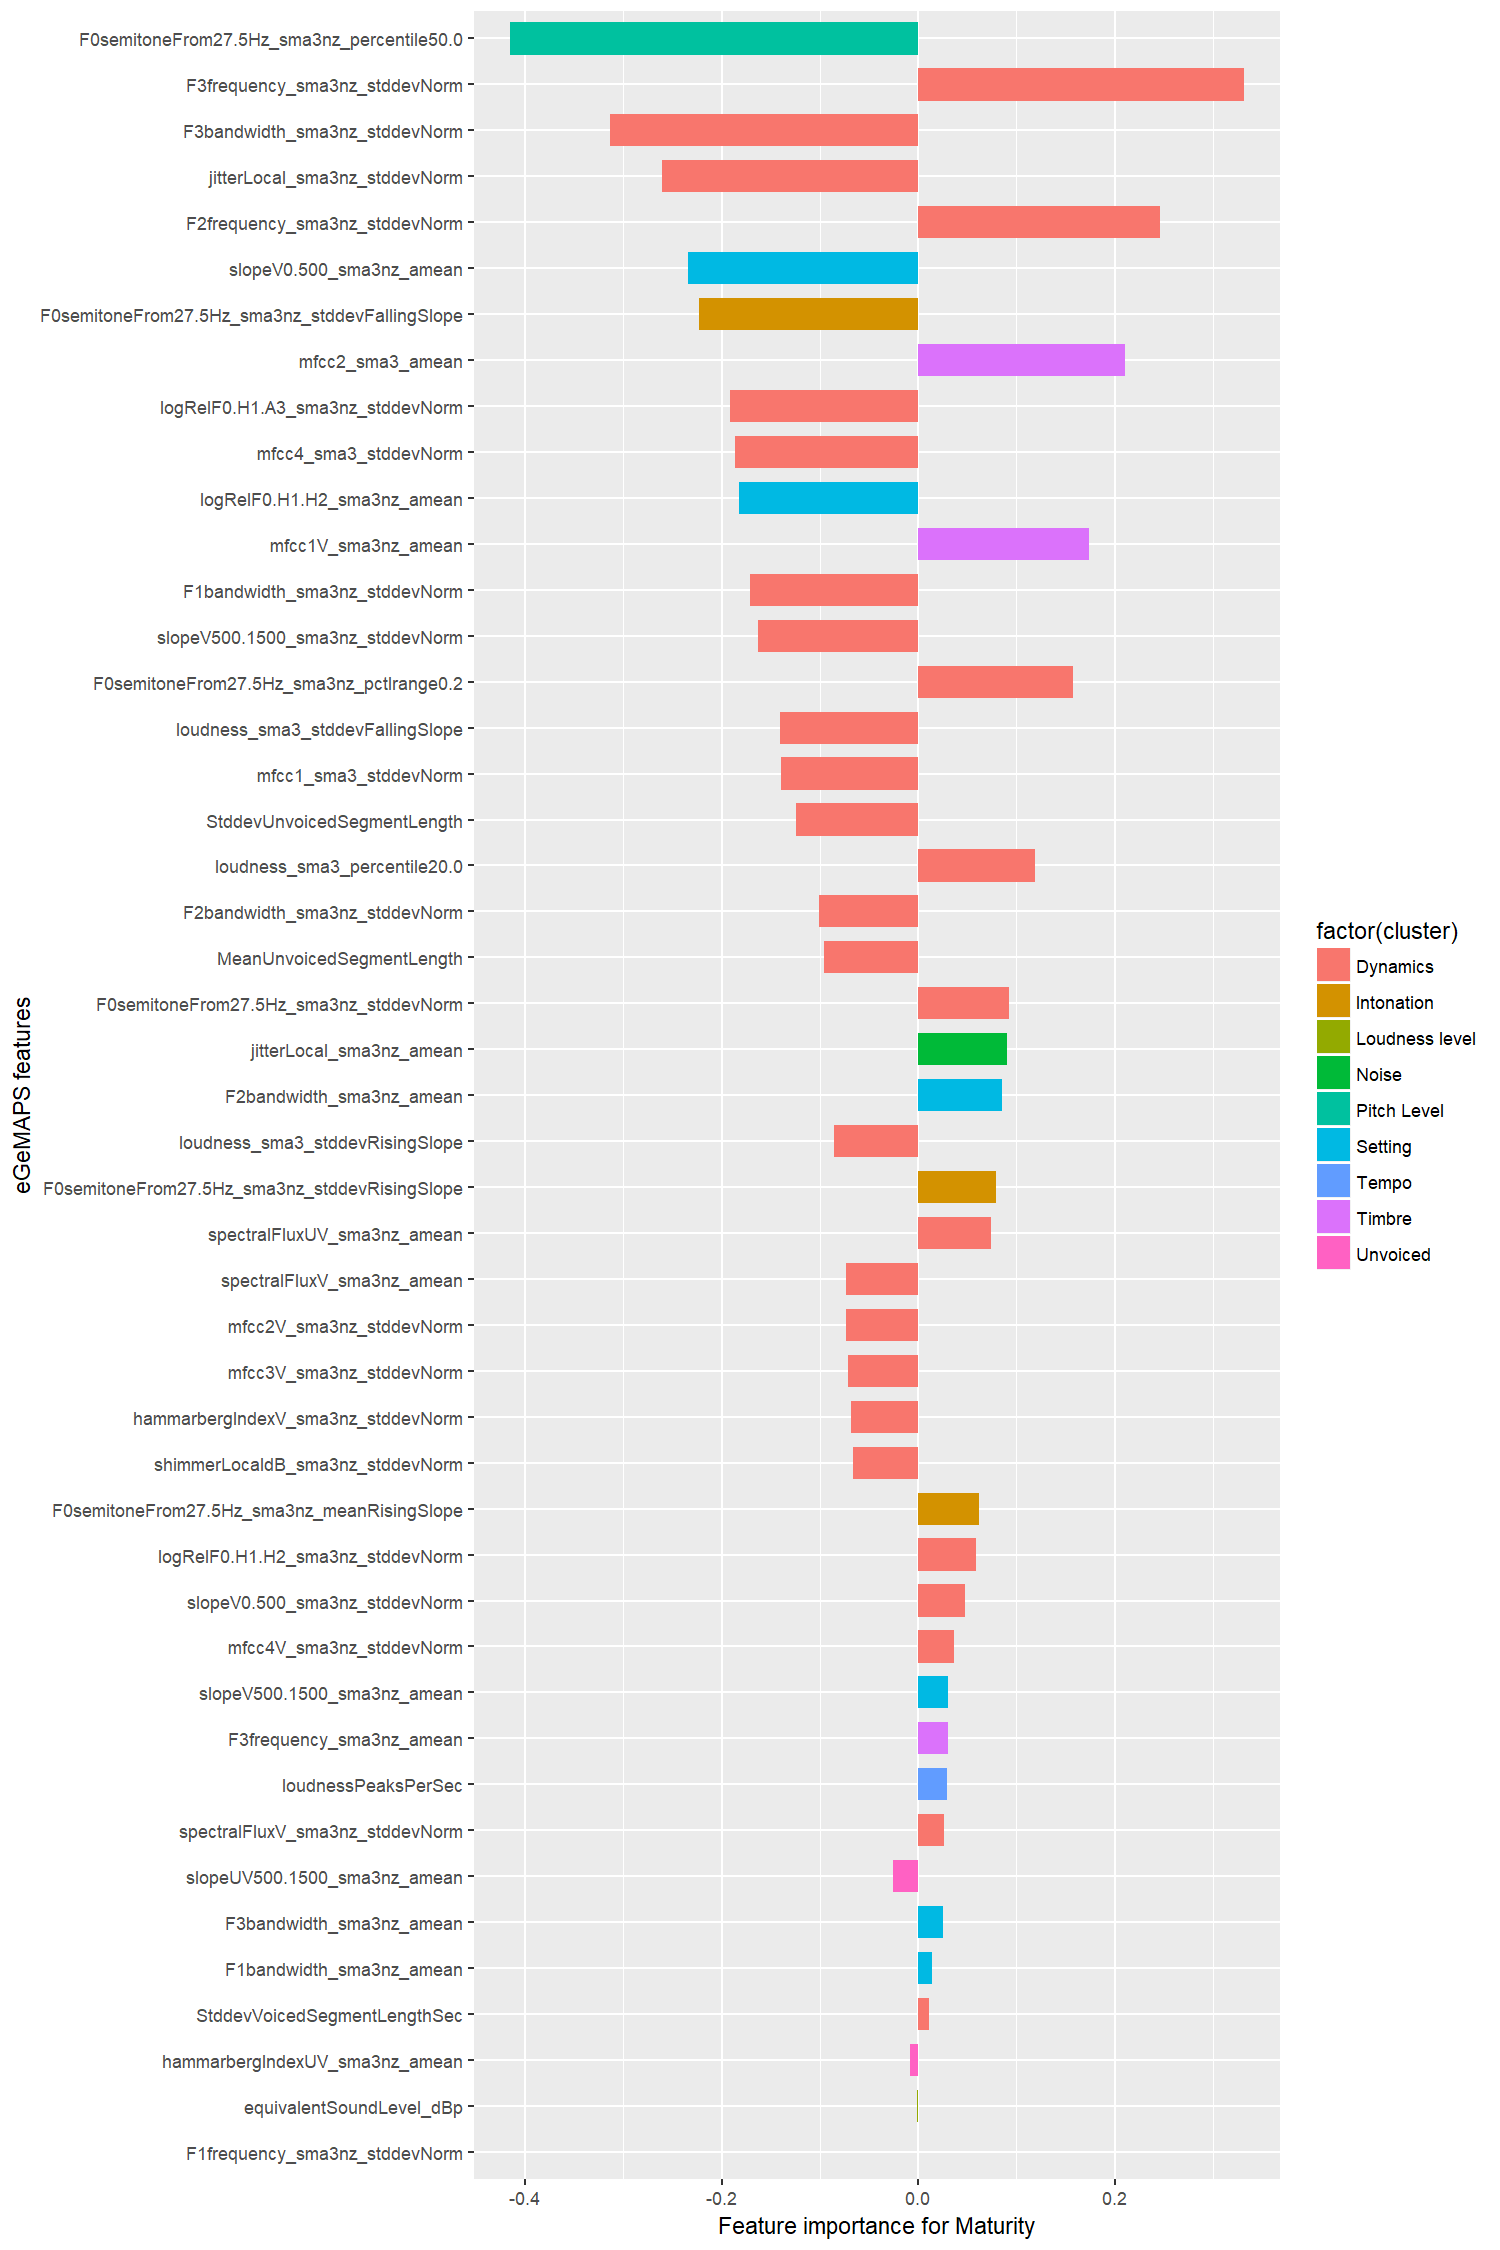 F0semitoneFrom27.5Hz_sma3nz_percentile50.0
F3frequency_sma3nz_stddevNorm
F3bandwidth_sma3nz_stddevNorm
jitterLocal_sma3nz_stddevNorm
F2frequency_sma3nz_stddevNorm
slopeV0.500_sma3nz_amean
F0semitoneFrom27.5Hz_sma3nz_stddevFallingSlope
mfcc2_sma3_amean
logRelF0.H1.A3_sma3nz_stddevNorm
mfcc4_sma3_stddevNorm
logRelF0.H1.H2_sma3nz_amean
mfcc1V_sma3nz_amean
F1bandwidth_sma3nz_stddevNorm
slopeV500.1500_sma3nz_stddevNorm
F0semitoneFrom27.5Hz_sma3nz_pctlrange0.2
loudness_sma3_stddevFallingSlope
mfcc1_sma3_stddevNorm
StddevUnvoicedSegmentLength
loudness_sma3_percentile20.0
F2bandwidth_sma3nz_stddevNorm
MeanUnvoicedSegmentLength
F0semitoneFrom27.5Hz_sma3nz_stddevNorm
jitterLocal_sma3nz_amean
F2bandwidth_sma3nz_amean
loudness_sma3_stddevRisingSlope
F0semitoneFrom27.5Hz_sma3nz_stddevRisingSlope
spectralFluxUV_sma3nz_amean
spectralFluxV_sma3nz_amean
mfcc2V_sma3nz_stddevNorm
mfcc3V_sma3nz_stddevNorm
hammarbergIndexV_sma3nz_stddevNorm
shimmerLocaldB_sma3nz_stddevNorm
F0semitoneFrom27.5Hz_sma3nz_meanRisingSlope
logRelF0.H1.H2_sma3nz_stddevNorm
slopeV0.500_sma3nz_stddevNorm
mfcc4V_sma3nz_stddevNorm
slopeV500.1500_sma3nz_amean
F3frequency_sma3nz_amean
loudnessPeaksPerSec
spectralFluxV_sma3nz_stddevNorm
slopeUV500.1500_sma3nz_amean
F3bandwidth_sma3nz_amean
F1bandwidth_sma3nz_amean
StddevVoicedSegmentLengthSec
hammarbergIndexUV_sma3nz_amean
equivalentSoundLevel_dBp
F1frequency_sma3nz_stddevNorm
-0.4 -0.2 0.0 0.2
Feature importance for Maturity
eGeMAPS features
factor(cluster)
Dynamics
Intonation
Loudness level
Noise
Pitch Level
Setting
Tempo
Timbre
Unvoiced